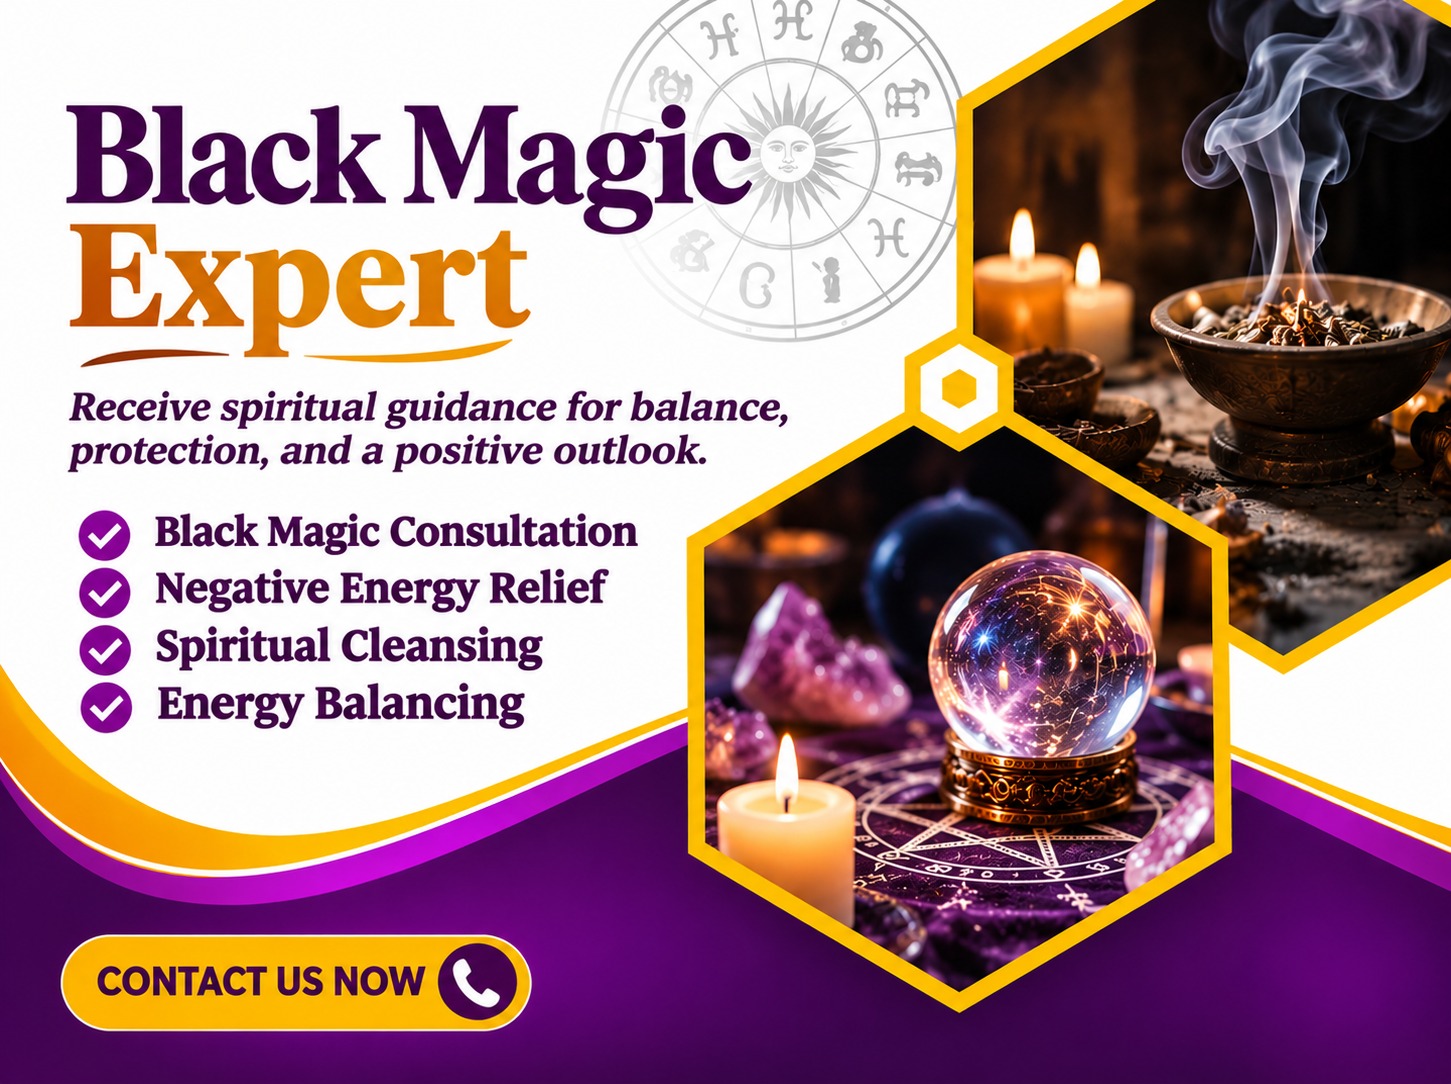 Black Magic
Expert
Receive spiritual guidance for balance,
protection, and a positive outlook.
Black Magic Consultation
Negative Energy Relief
Spiritual Cleansing
Energy Balancing
CONTACT US NOW